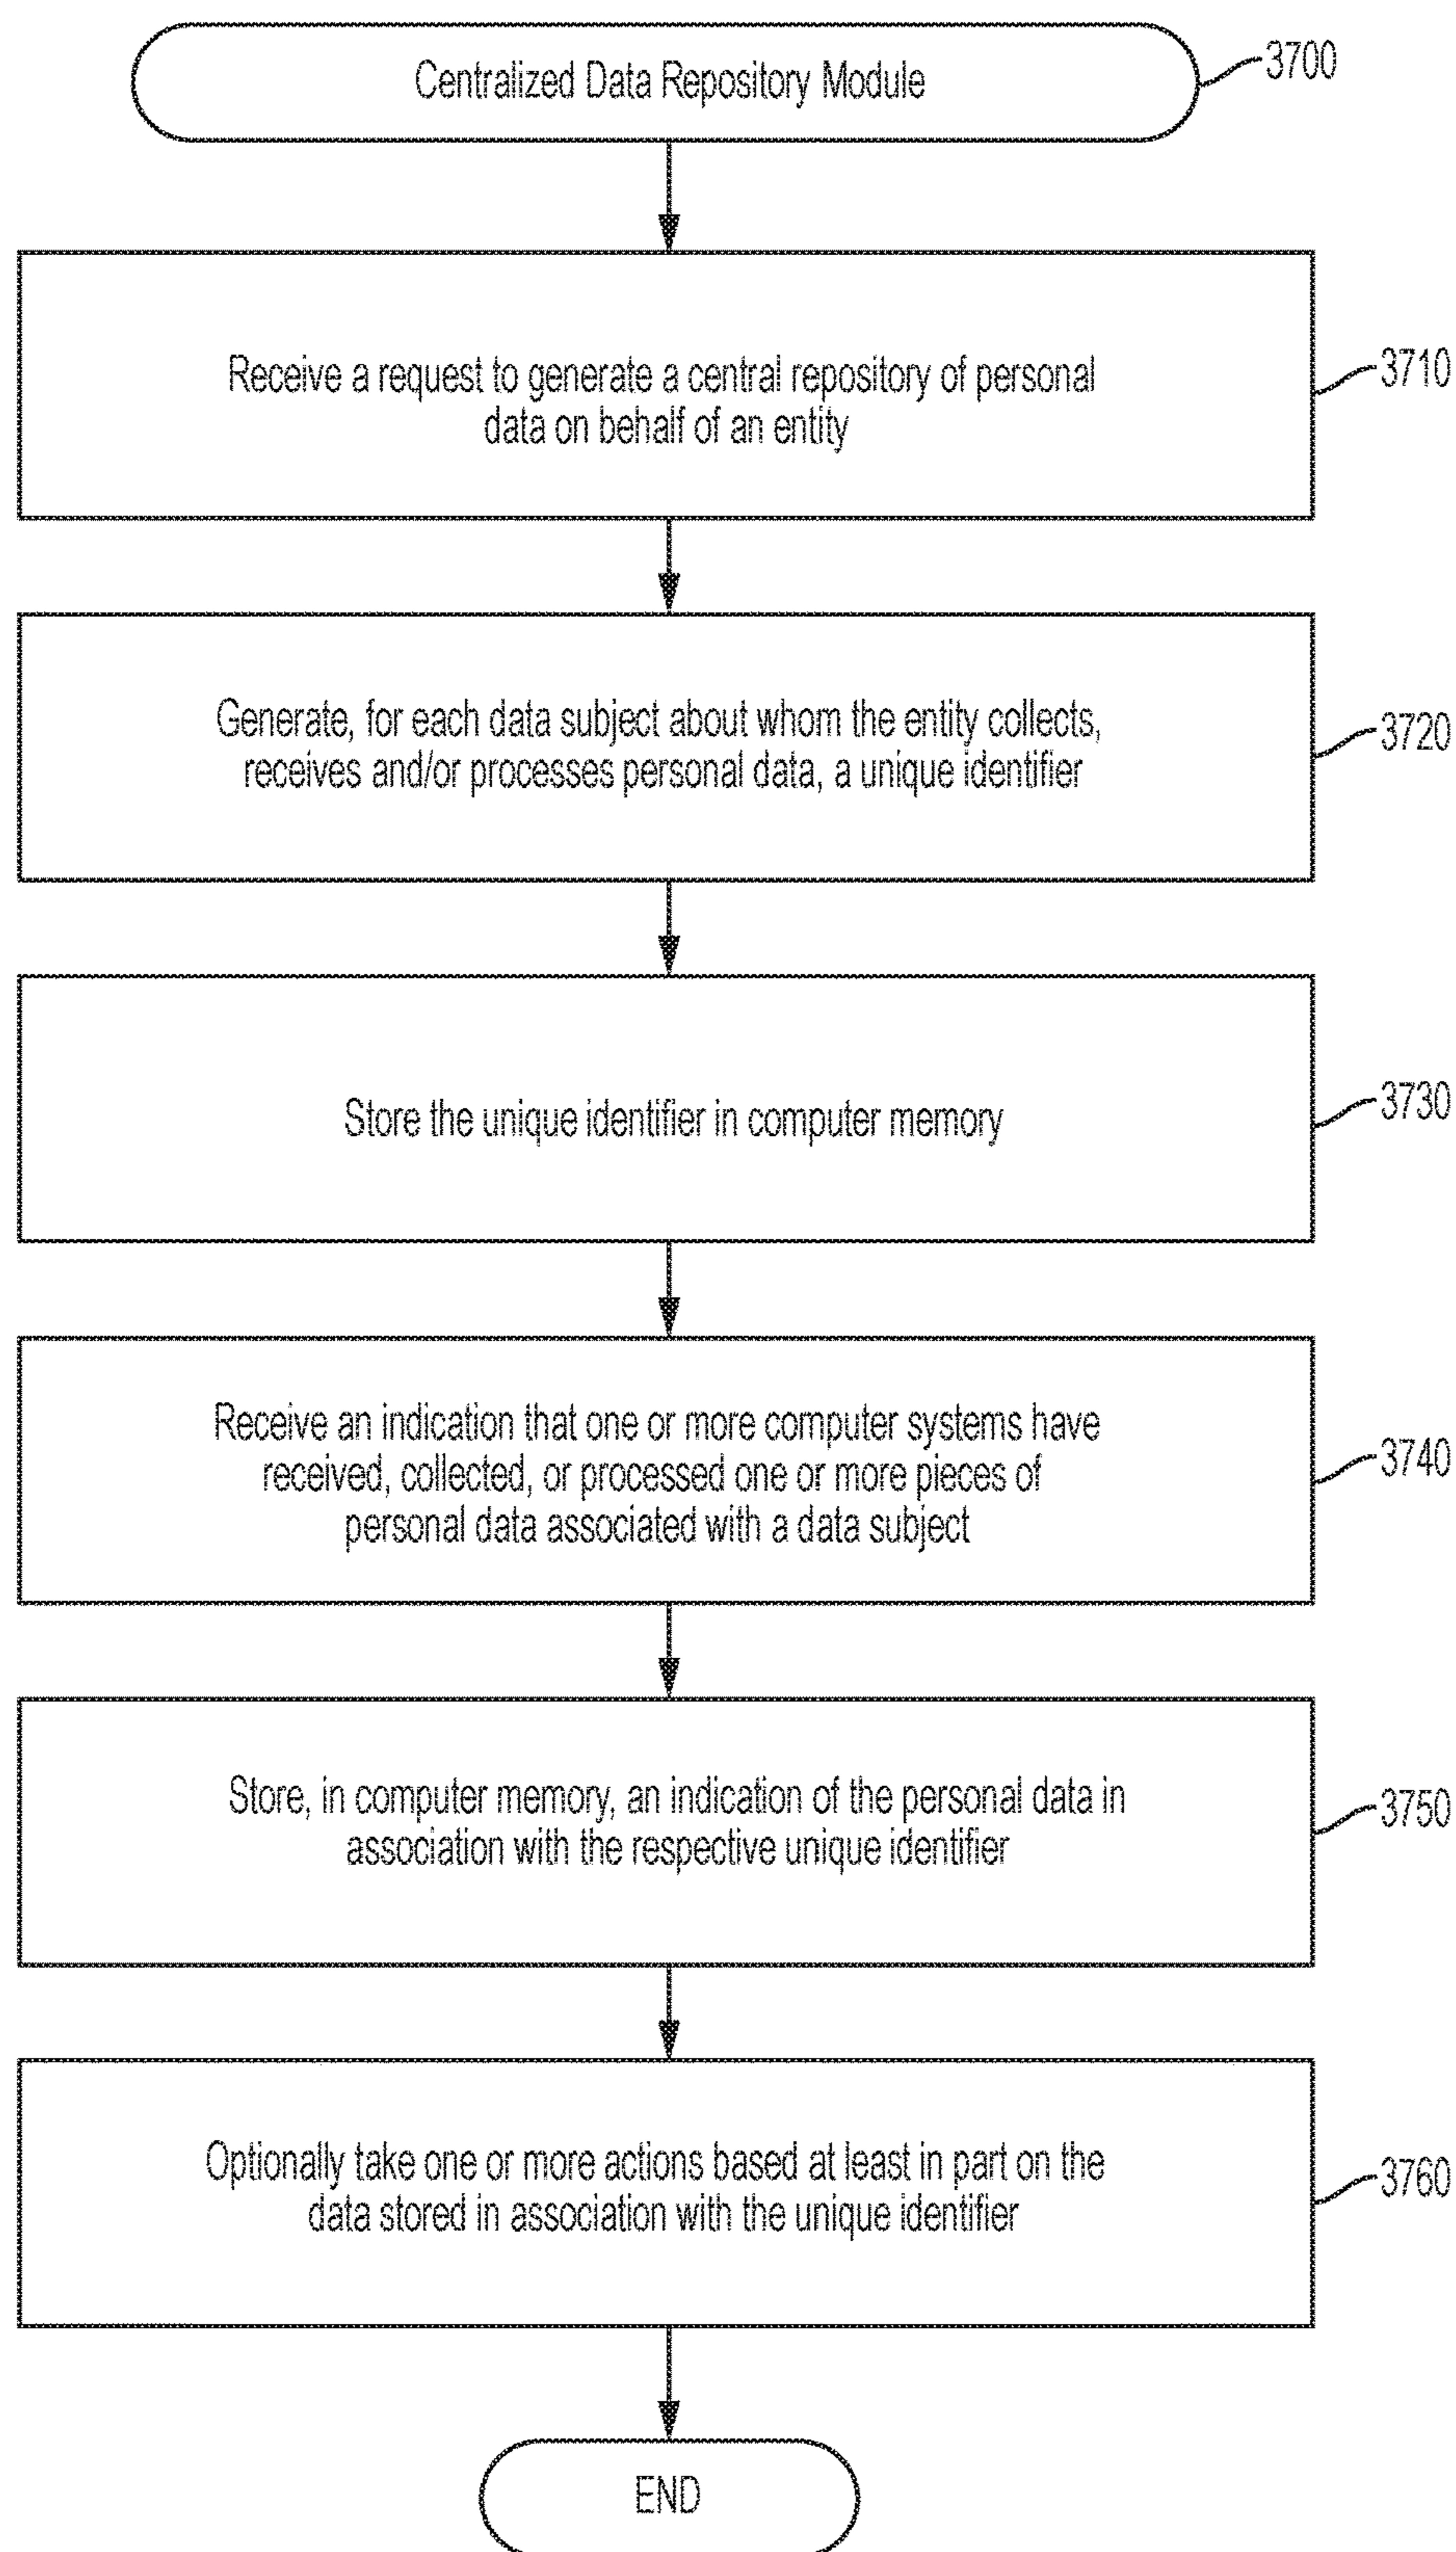 Centralized Data Repository Module
3700
Receive a request to generate a central repository of personal
data on behalf of an entity
3710
Generate, for each data subject about whom the entity collects,
receives and/or processes personal data, a unique identifier
3720
Store the unique identifier in computer memory
3730
Receive an indication that one or more computer systems have
received, collected, or processed one or more pieces of
personal data associated with a data subject
3740
Store, in computer memory, an indication of the personal data in
association with the respective unique identifier
3750
Optionally take one or more actions based at least in part on the
data stored in association with the unique identifier
3760
END